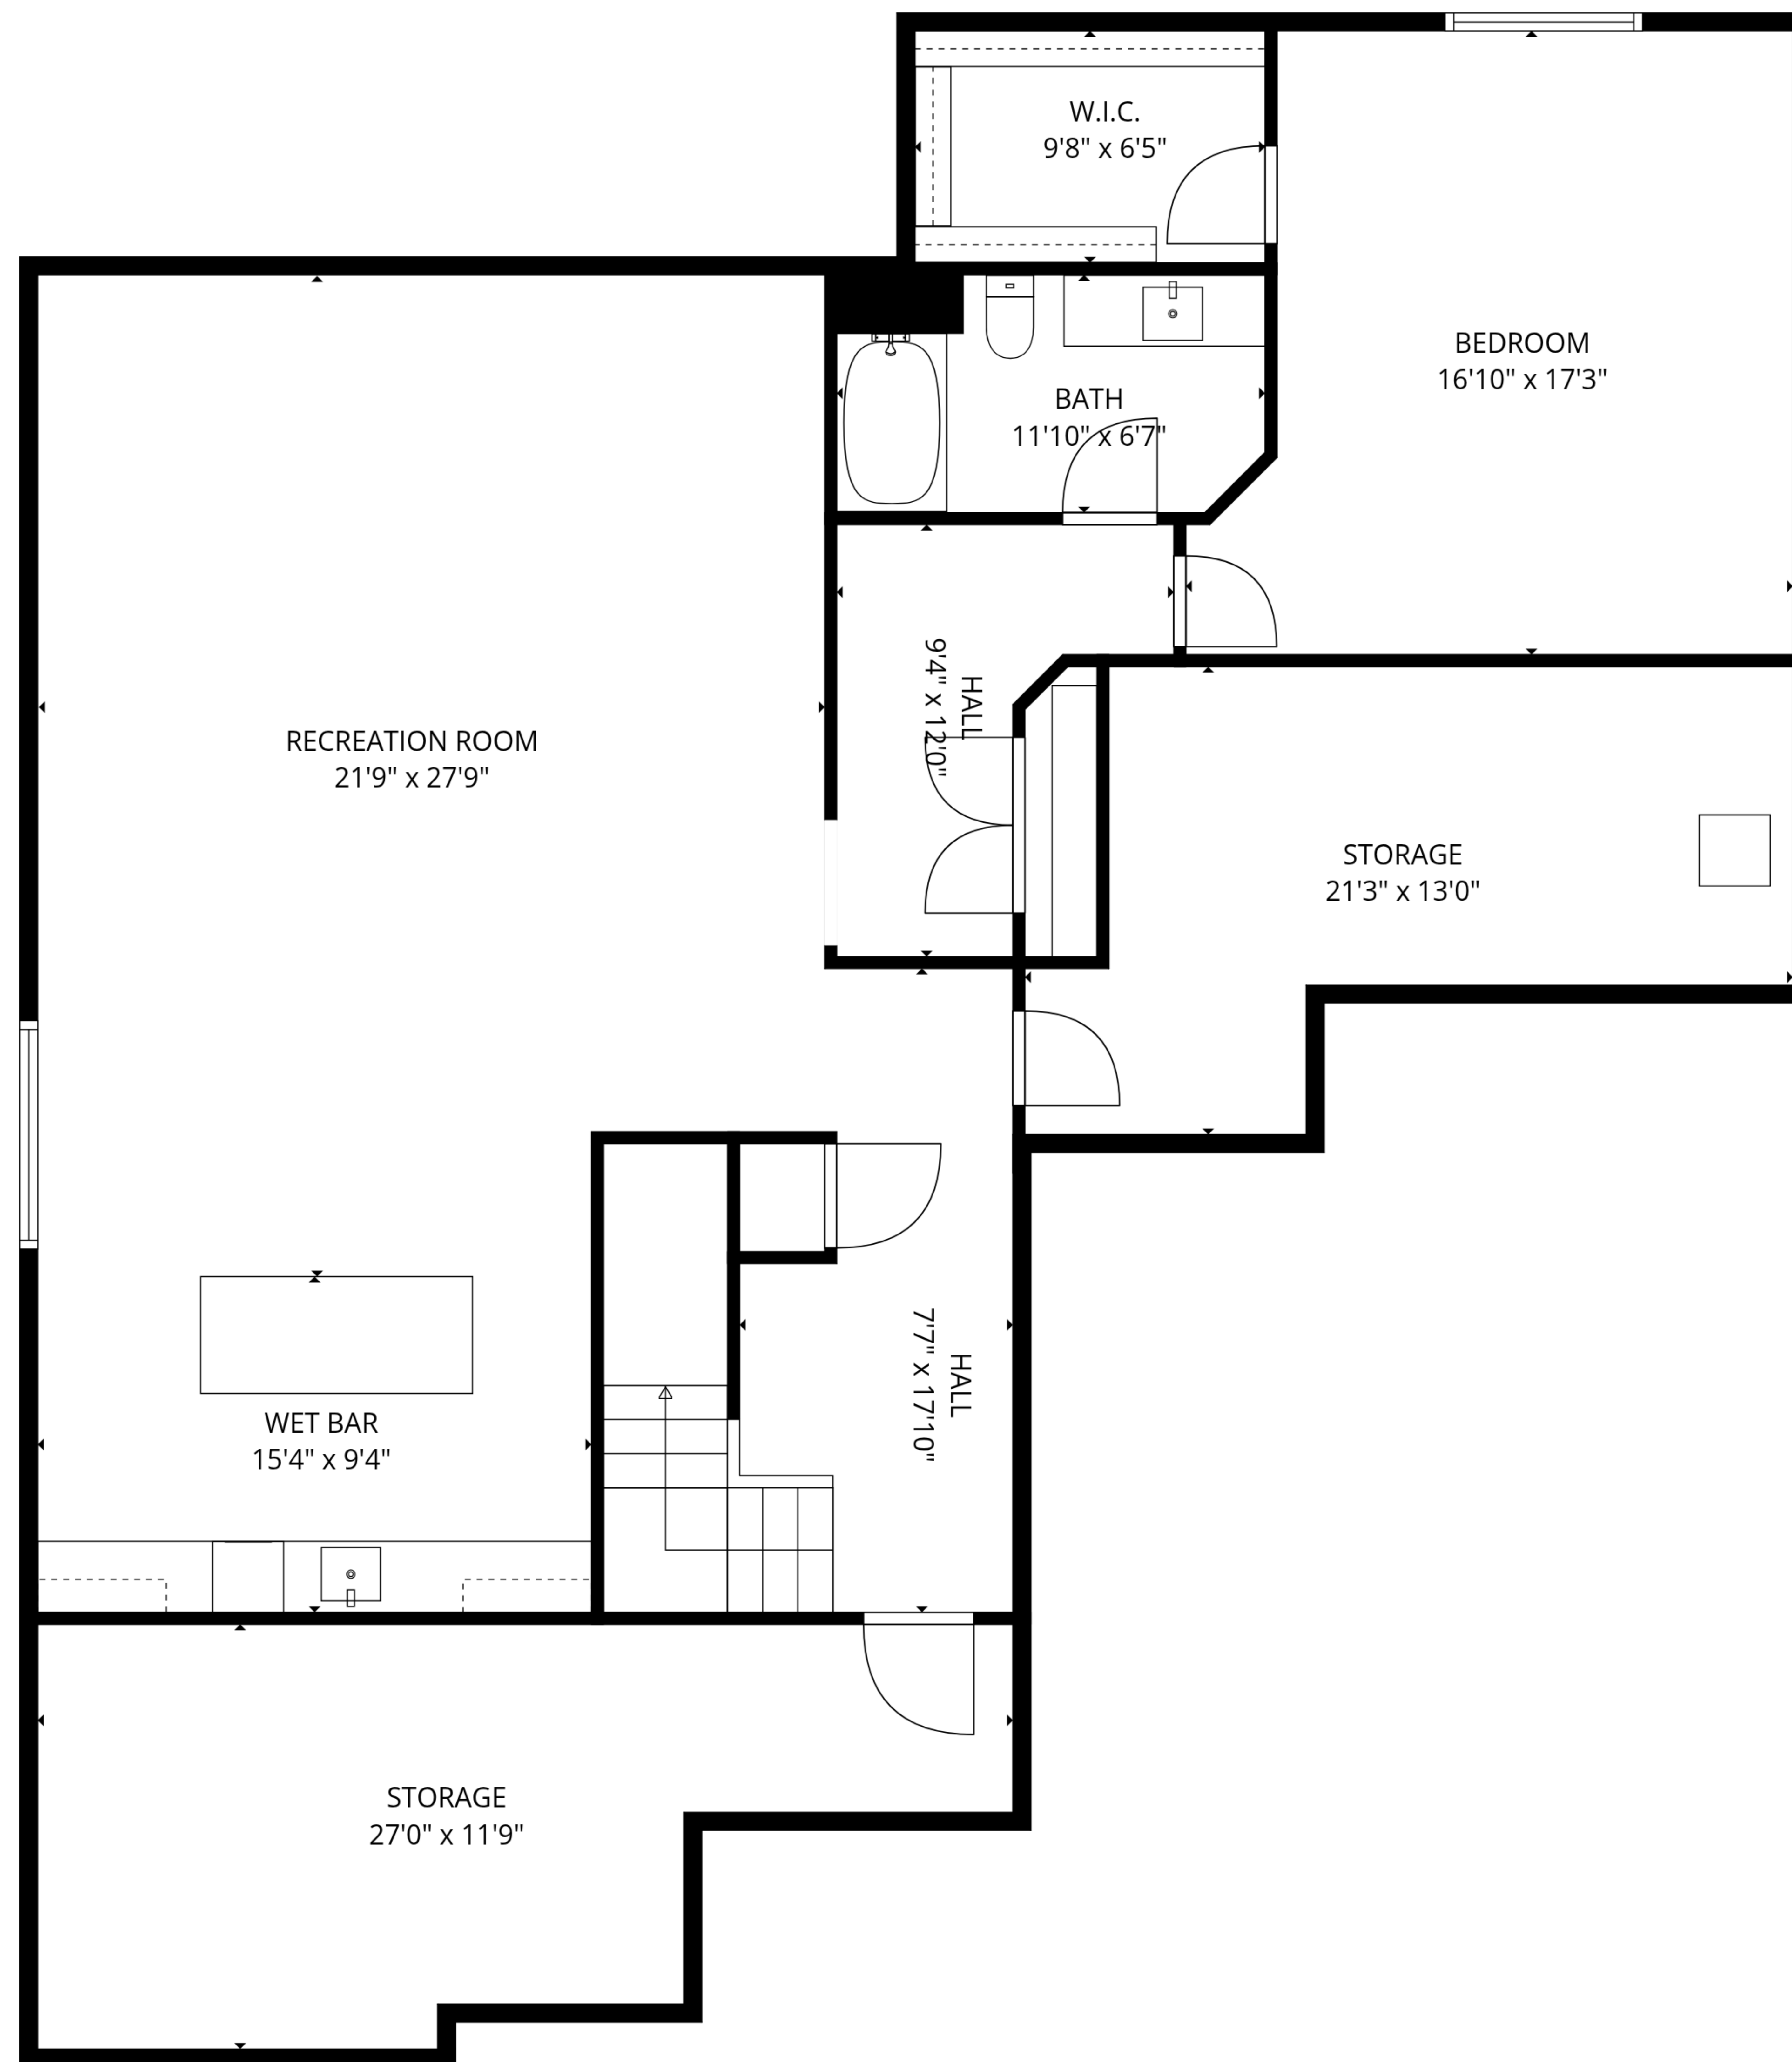 W.I.C.
9'8" x 6'5"
BEDROOM
16'10" x 17'3"
BATH
11'10" x 6'7"
HALL
9'4" x 12'0"
RECREATION ROOM
21'9" x 27'9"
STORAGE
21'3" x 13'0"
HALL
7'7" x 17'10"
WET BAR
15'4" x 9'4"
STORAGE
27'0" x 11'9"